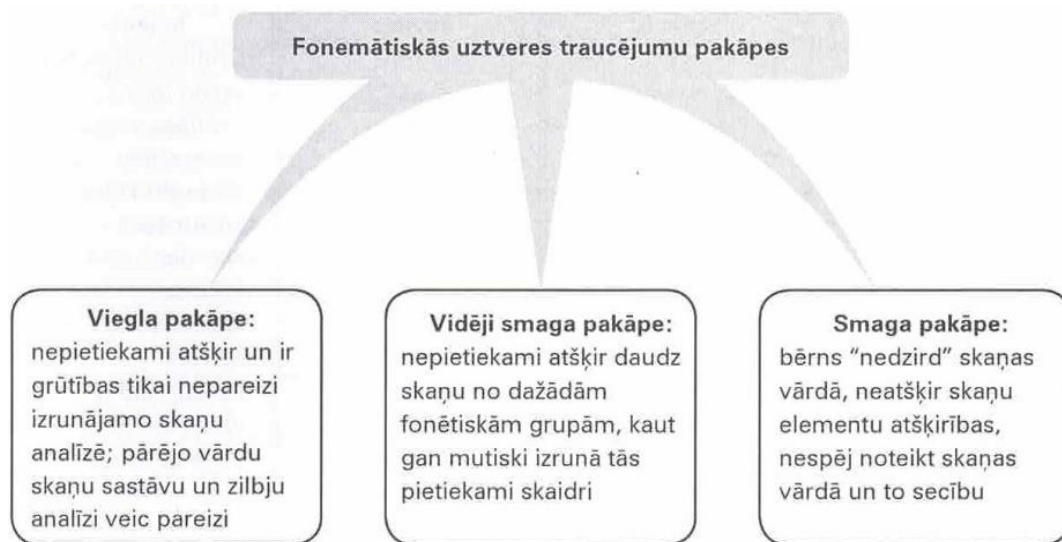 Fonemātiskās uztveres traucējumu pakāpes
Viegla pakāpe:
nepietiekami atšķir un ir
grūtības tikai nepareizi
izrunājamo skaņu
analīzē; pārējo vārdu
skaņu sastāvu un zilbju
analīzi veic pareizi
Vidēji smaga pakāpe:
nepietiekami atšķir daudz
skaņu no dažādām
fonētiskām grupām, kaut
gan mutiski izrunā tās
pietiekami skaidri
Smaga pakāpe:
bērns “nedzird” skaņas
vārdā, neatšķir skaņu
elementu atšķirības,
nespēj noteikt skaņas
vārdā un to secību